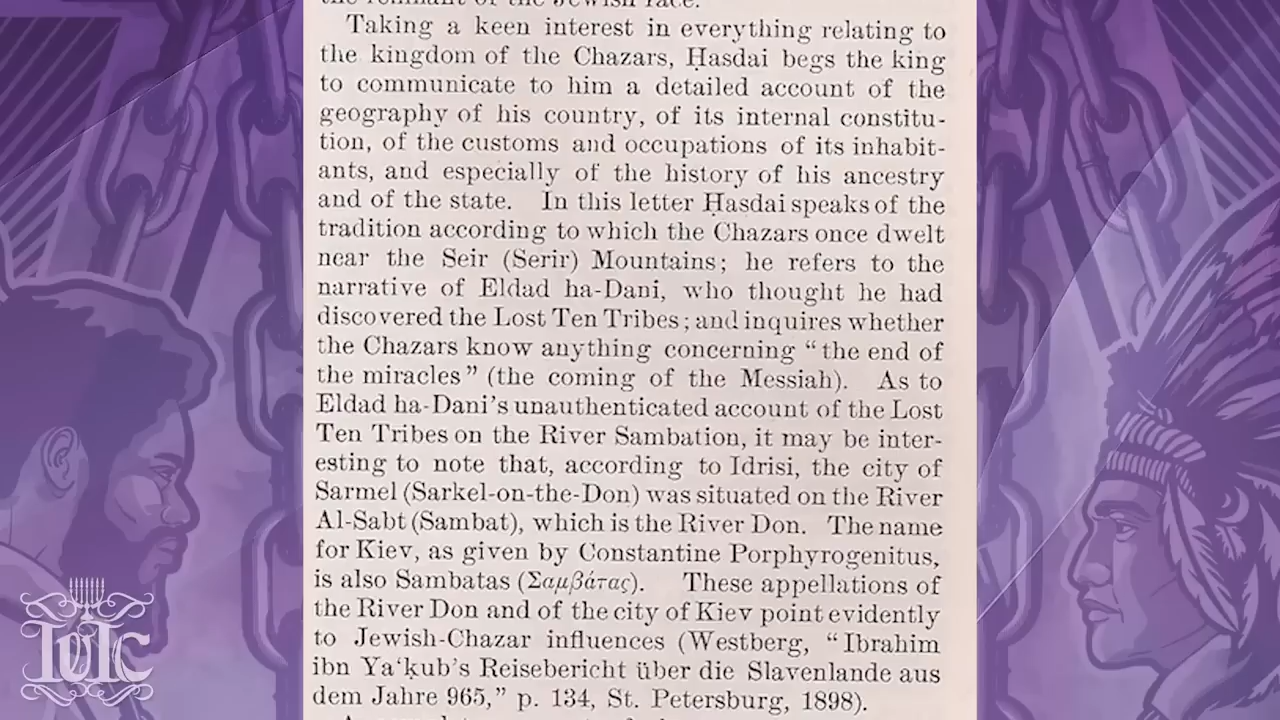 the remnant of the Jewish race.
Taking a keen interest in everything relating to
the kingdom of the Chazars, Ḥasdai begs the king
to communicate to him a detailed account of the
geography of his country, of its internal constitu-
tion, of the customs and occupations of its inhabit-
ants, and especially of the history of his ancestry
and of the state. In this letter Ḥasdai speaks of the
tradition according to which the Chazars once dwelt
near the Seir (Serir) Mountains; he refers to the
narrative of Eldad ha-Dani, who thought he had
discovered the Lost Ten Tribes; and inquires whether
the Chazars know anything concerning “the end of
the miracles” (the coming of the Messiah). As to
Eldad ha-Dani’s unauthenticated account of the Lost
Ten Tribes on the River Sambation, it may be inter-
esting to note that, according to Idrisi, the city of
Sarmel (Sarkel-on-the-Don) was situated on the River
Al-Sabt (Sambat), which is the River Don. The name
for Kiev, as given by Constantine Porphyrogenitus,
is also Sambatas (Σαμβάτας). These appellations of
the River Don and of the city of Kiev point evidently
to Jewish-Chazar influences (Westberg, “Ibrahim
ibn Ya‘ḳub’s Reisebericht über die Slavenlande aus
dem Jahre 965,” p. 134, St. Petersburg, 1898).
IUIC